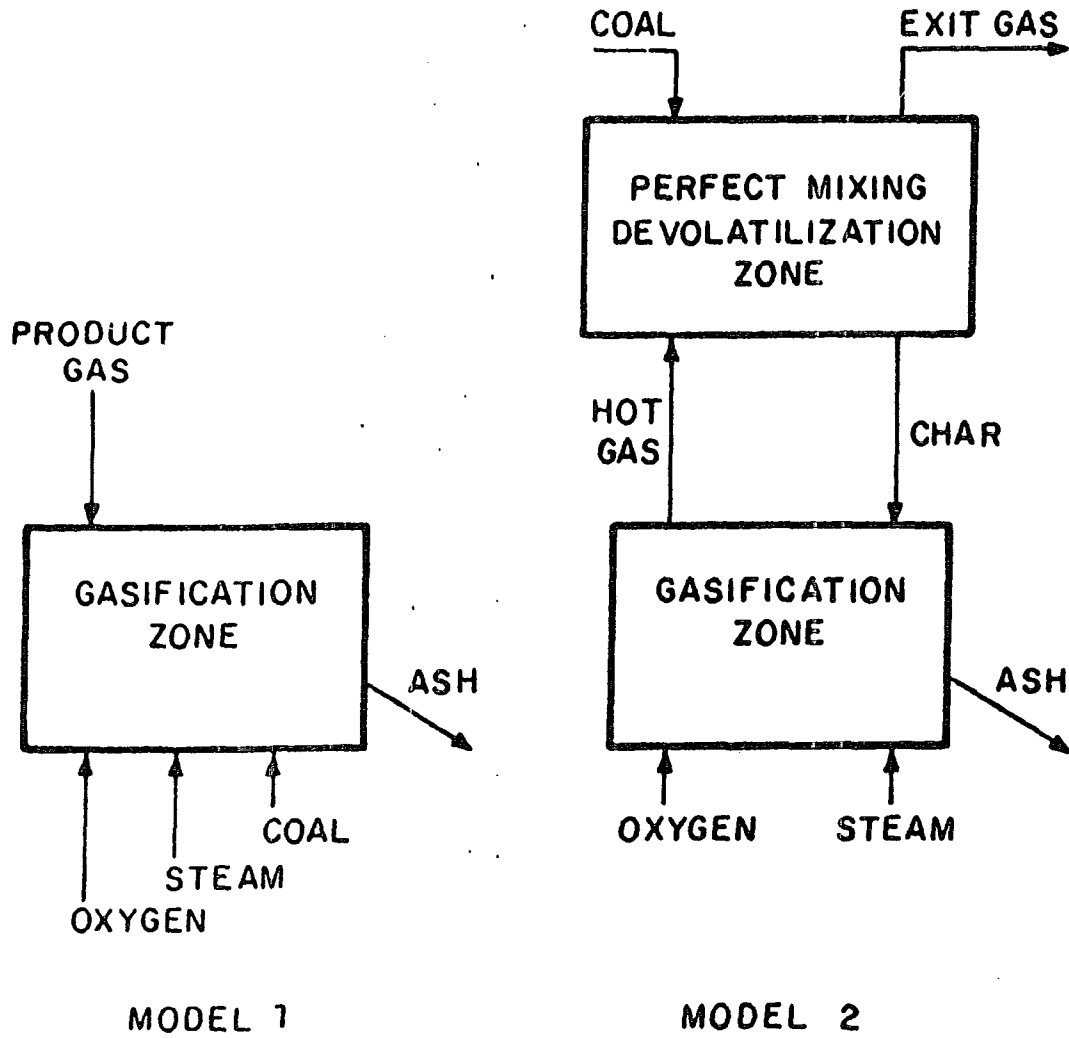 PRODUCT
GAS
GASIFICATION
ZONE
ASH
COAL
STEAM
OXYGEN
MODEL 1
COAL
EXIT GAS
PERFECT MIXING
DEVOLATILIZATION
ZONE
HOT
GAS
CHAR
GASIFICATION
ZONE
ASH
OXYGEN
STEAM
MODEL 2